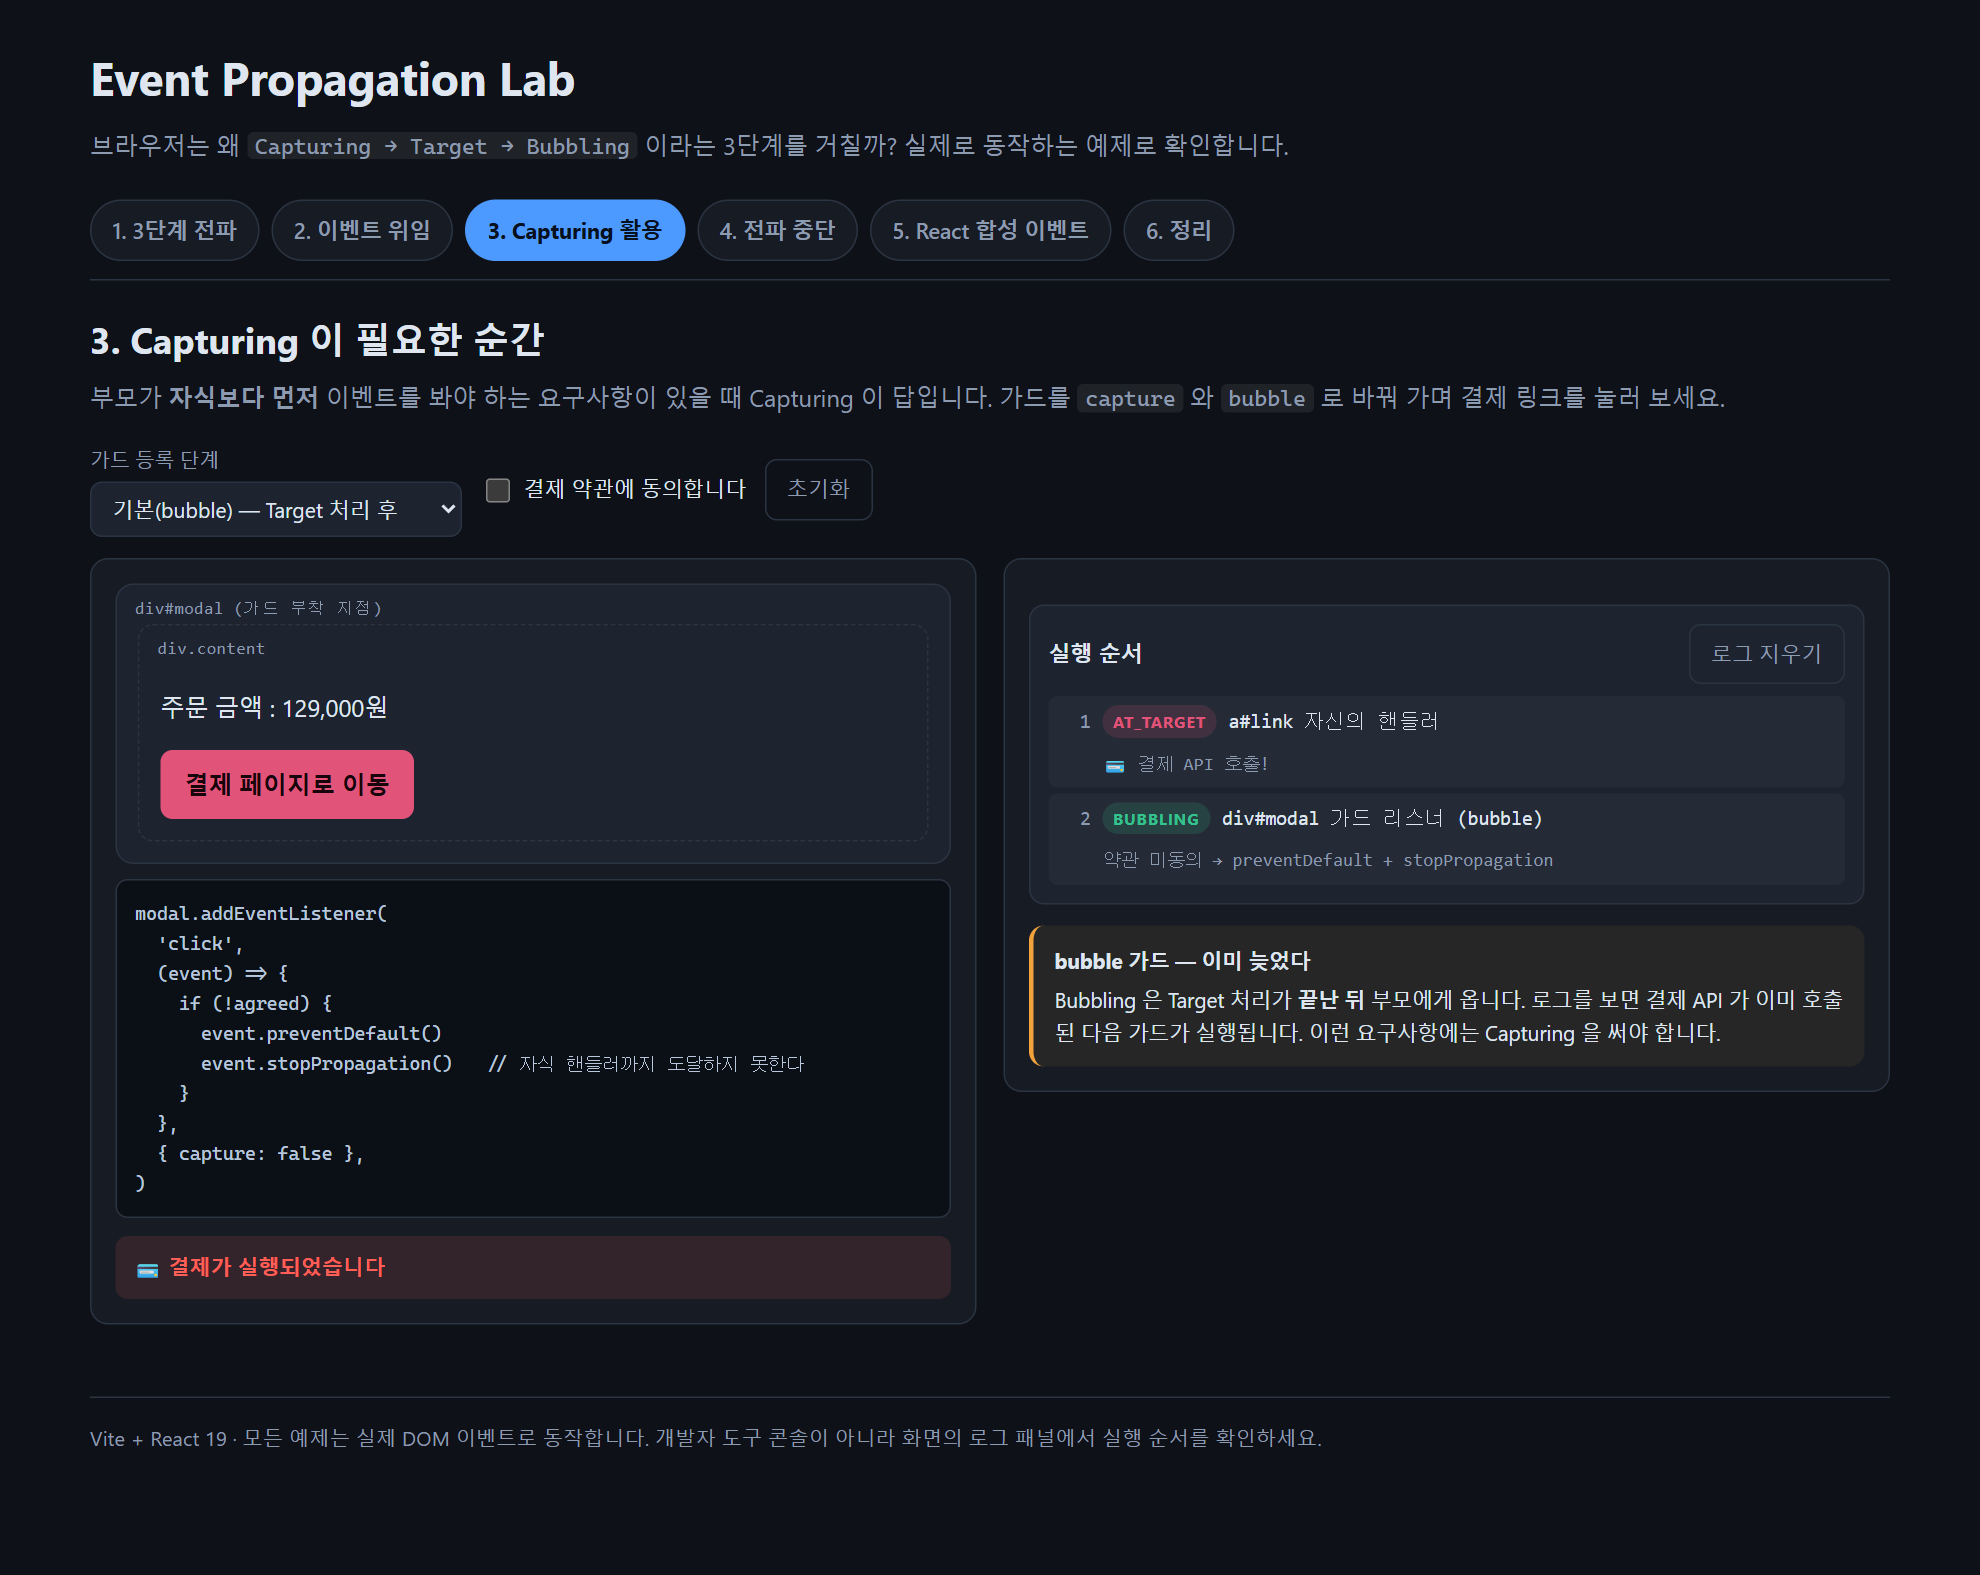 Event Propagation Lab
브라우저는 왜 Capturing → Target → Bubbling 이라는 3단계를 거칠까? 실제로 동작하는 예제로 확인합니다.
1. 3단계 전파
2. 이벤트 위임
3. Capturing 활용
4. 전파 중단
5. React 합성 이벤트
6. 정리
3. Capturing 이 필요한 순간
부모가 자식보다 먼저 이벤트를 봐야 하는 요구사항이 있을 때 Capturing 이 답입니다. 가드를 capture 와 bubble 로 바꿔 가며 결제 링크를 눌러 보세요.
가드 등록 단계
기본(bubble) — Target 처리 후
결제 약관에 동의합니다
초기화
div#modal (가드 부착 지점)
div.content
주문 금액 : 129,000원
결제 페이지로 이동
modal.addEventListener(
'click',
(event) => {
if (!agreed) {
event.preventDefault()
event.stopPropagation() // 자식 핸들러까지 도달하지 못한다
}
},
{ capture: false },
)
💳 결제가 실행되었습니다
실행 순서
로그 지우기
1 AT_TARGET a#link 자신의 핸들러
💳 결제 API 호출!
2 BUBBLING div#modal 가드 리스너 (bubble)
약관 미동의 → preventDefault + stopPropagation
bubble 가드 — 이미 늦었다
Bubbling 은 Target 처리가 끝난 뒤 부모에게 옵니다. 로그를 보면 결제 API 가 이미 호출
된 다음 가드가 실행됩니다. 이런 요구사항에는 Capturing 을 써야 합니다.
Vite + React 19 · 모든 예제는 실제 DOM 이벤트로 동작합니다. 개발자 도구 콘솔이 아니라 화면의 로그 패널에서 실행 순서를 확인하세요.